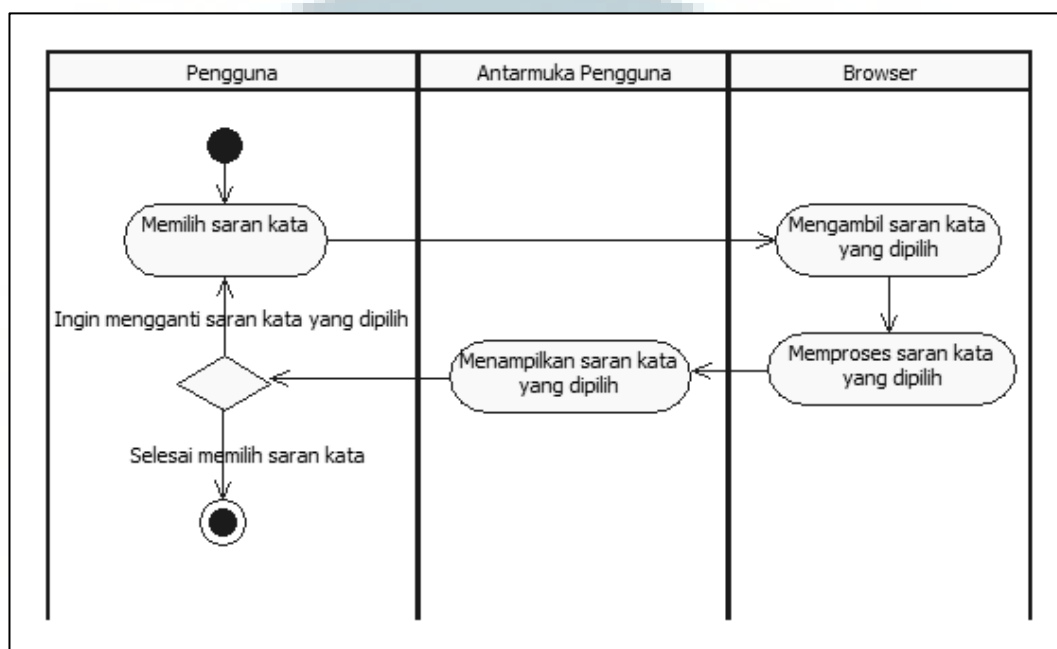 Pengguna
Antarmuka Pengguna
Browser
Memilih saran kata
Mengambil saran kata
yang dipilih
Ingin mengganti saran kata yang dipilih
Memproses saran kata
yang dipilih
Menampilkan saran kata
yang dipilih
Selesai memilih saran kata